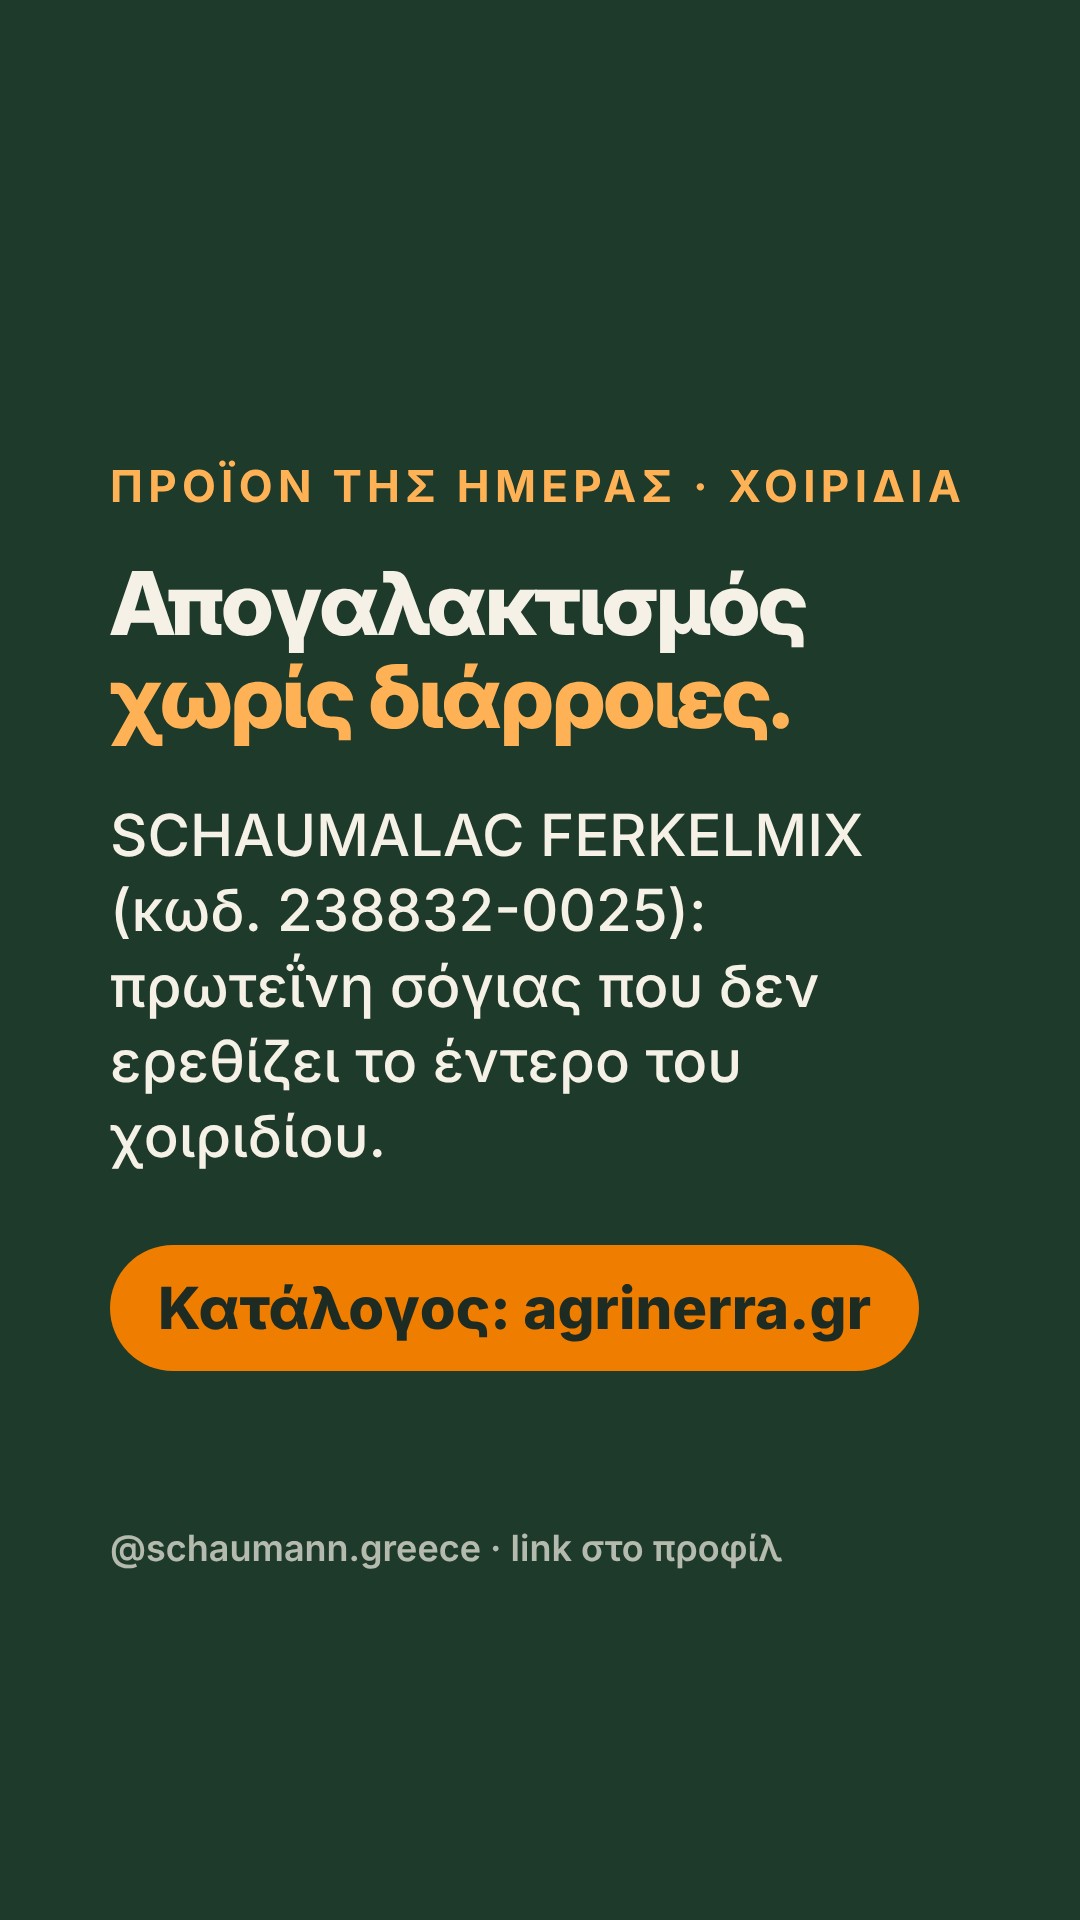 ΠΡΟΪΟΝ ΤΗΣ ΗΜΕΡΑΣ · ΧΟΙΡΙΔΙΑ
Απογαλακτισμός
χωρίς διάρροιες.
SCHAUMALAC FERKELMIX
(κωδ. 238832-0025):
πρωτεΐνη σόγιας που δεν
ερεθίζει το έντερο του
χοιριδίου.
Κατάλογος: agrinerra.gr
@schaumann.greece · link στο προφίλ